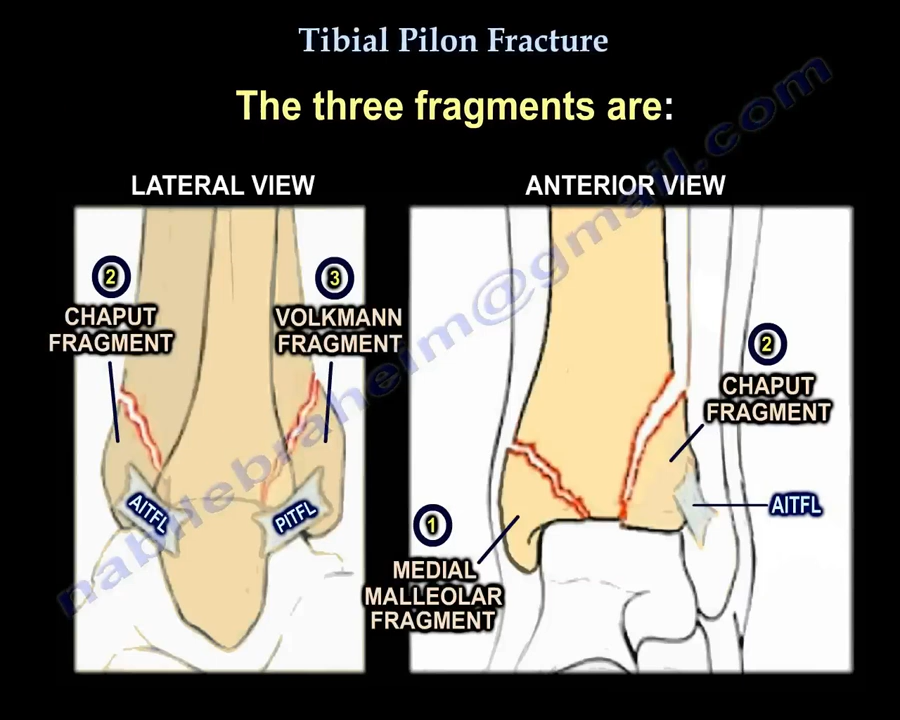 Tibial Pilon Fracture
The three fragments are:
LATERAL VIEW
2
CHAPUT
FRAGMENT
3
VOLKMANN
FRAGMENT
AITFL
PITFL
ANTERIOR VIEW
2
CHAPUT
FRAGMENT
AITFL
1
MEDIAL
MALLEOLAR
FRAGMENT
nabilebraheim@gmail.com